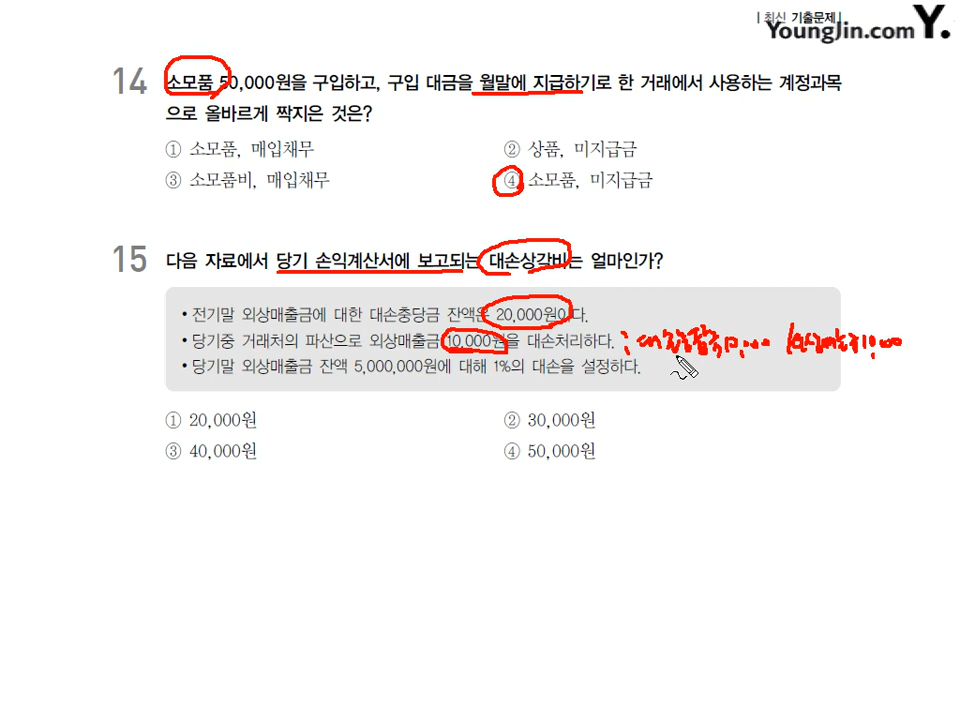 | 최신 기출문제 |
YoungJin.com Y.
14 소모품 50,000원을 구입하고, 구입 대금을 월말에 지급하기로 한 거래에서 사용하는 계정과목
으로 올바르게 짝지은 것은?
① 소모품, 매입채무 ② 상품, 미지급금
③ 소모품비, 매입채무 ④ 소모품, 미지급금
15 다음 자료에서 당기 손익계산서에 보고되는 대손상각비는 얼마인가?
• 전기말 외상매출금에 대한 대손충당금 잔액은 20,000원이다.
• 당기중 거래처의 파산으로 외상매출금 10,000원을 대손처리하다.
• 당기말 외상매출금 잔액 5,000,000원에 대해 1%의 대손을 설정하다.
① 20,000원 ② 30,000원
③ 40,000원 ④ 50,000원